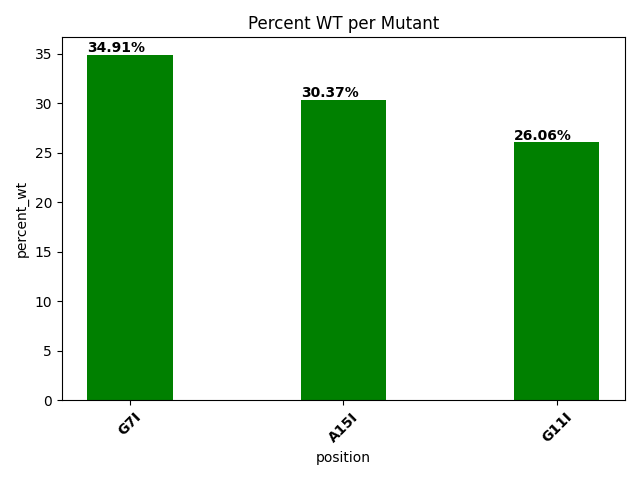 Percent WT per Mutant
34.91%
30.37%
26.06%
35
30
25
20
15
10
5
0
percent_wt
G7I
A15I
G11I
position